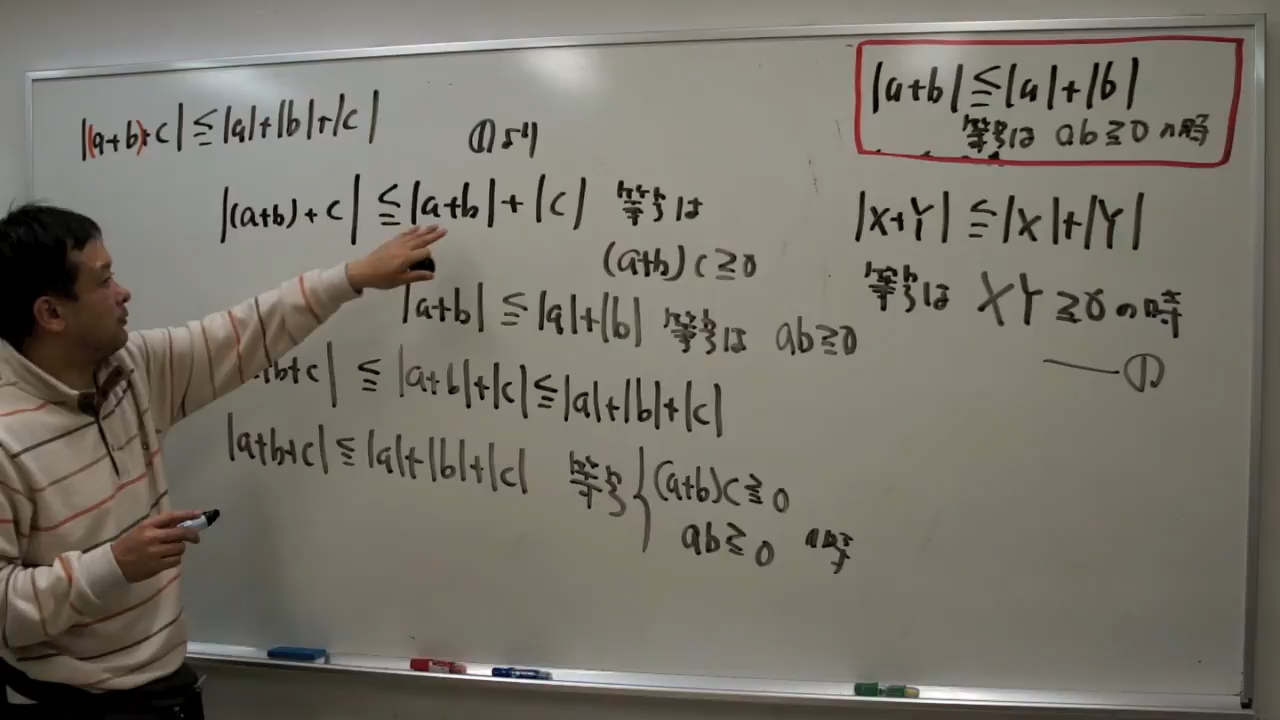 |(a+b)+c| ≦ |a|+|b|+|c|
①より
|(a+b)+c| ≦ |a+b|+|c| 等号は
(a+b)c≧0
|a+b| ≦ |a|+|b| 等号は ab≧0
+b+c| ≦ |a+b|+|c| ≦ |a|+|b|+|c|
|a+b+c| ≦ |a|+|b|+|c| 等号 { (a+b)c≧0
ab≧0 の時
|a+b| ≦ |a|+|b|
等号は ab≧0 の時
|X+Y| ≦ |X|+|Y|
等号は XY≧0 の時
—①